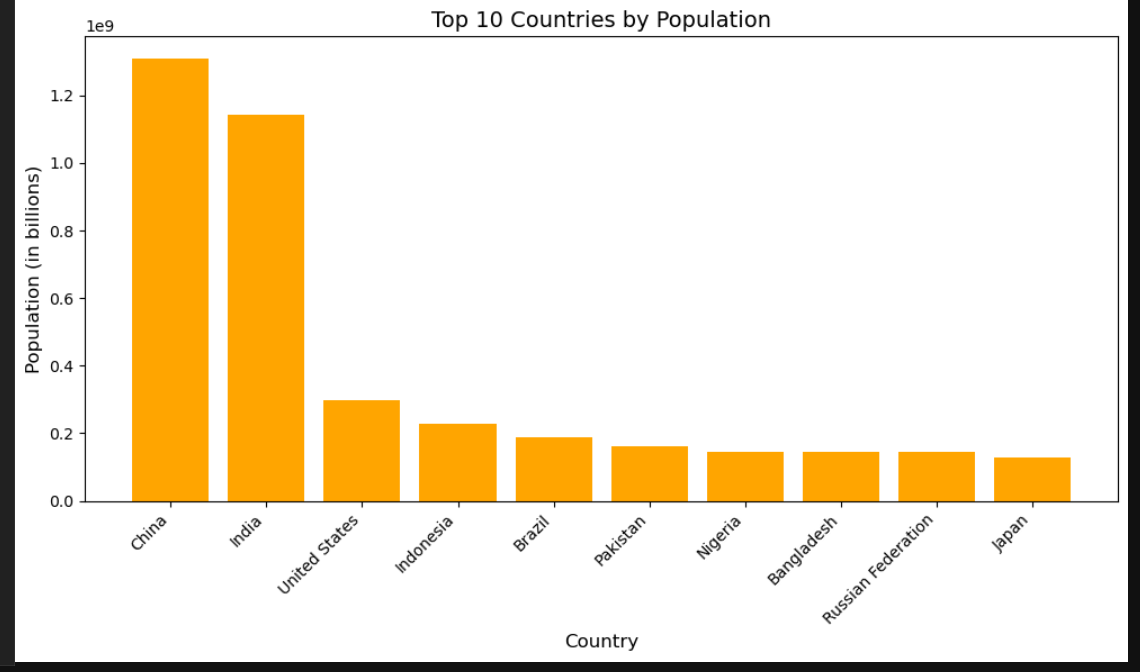 Top 10 Countries by Population
1e9
Population (in billions)
1.2
1.0
0.8
0.6
0.4
0.2
0.0
China
India
United States
Indonesia
Brazil
Pakistan
Nigeria
Bangladesh
Russian Federation
Japan
Country